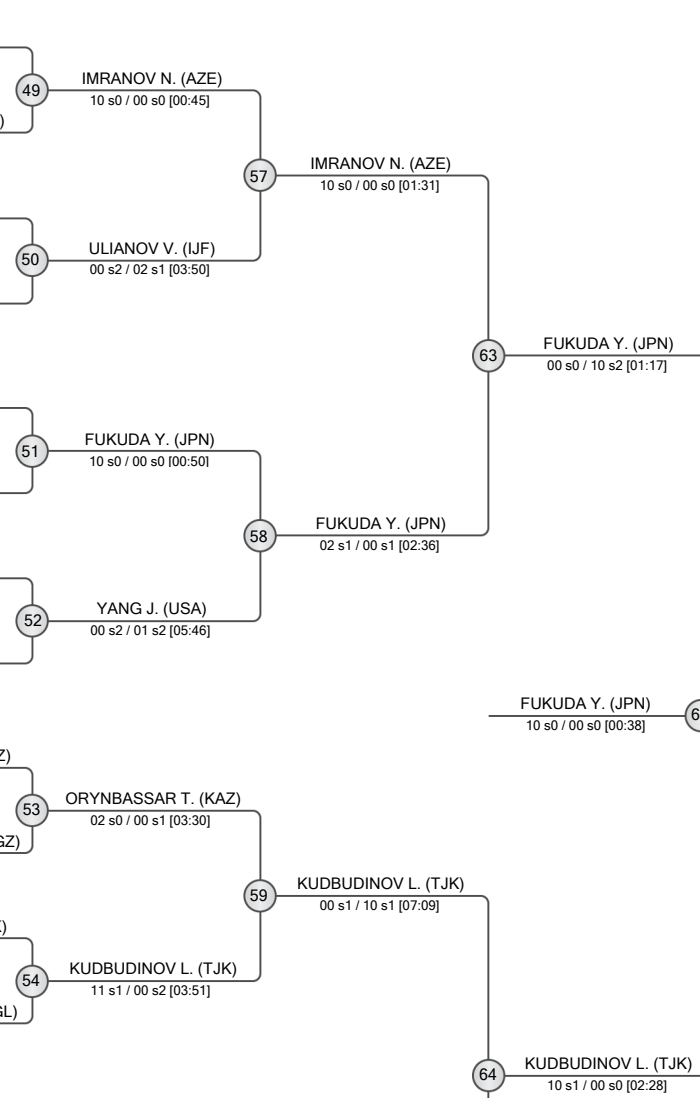 49
IMRANOV N. (AZE)
10 s0 / 00 s0 [00:45]
)
57
IMRANOV N. (AZE)
10 s0 / 00 s0 [01:31]
50
ULIANOV V. (IJF)
00 s2 / 02 s1 [03:50]
63
FUKUDA Y. (JPN)
00 s0 / 10 s2 [01:17]
51
FUKUDA Y. (JPN)
10 s0 / 00 s0 [00:50]
58
FUKUDA Y. (JPN)
02 s1 / 00 s1 [02:36]
52
YANG J. (USA)
00 s2 / 01 s2 [05:46]
FUKUDA Y. (JPN)
10 s0 / 00 s0 [00:38]
6
Z)
53
ORYNBASSAR T. (KAZ)
02 s0 / 00 s1 [03:30]
GZ)
59
KUDBUDINOV L. (TJK)
00 s1 / 10 s1 [07:09]
)
54
KUDBUDINOV L. (TJK)
11 s1 / 00 s2 [03:51]
GL)
64
KUDBUDINOV L. (TJK)
10 s1 / 00 s0 [02:28]